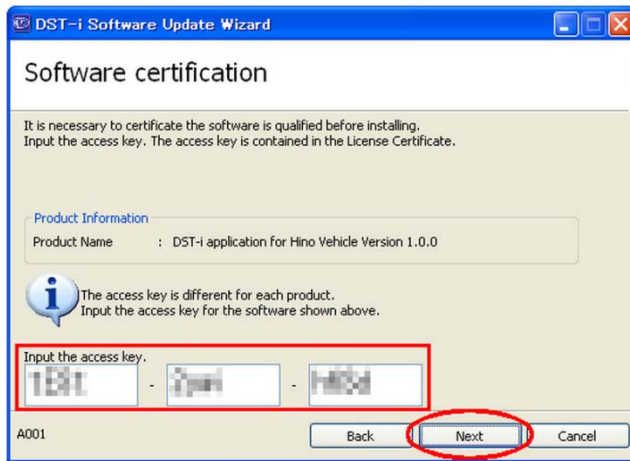 DST-i Software Update Wizard
Software certification
It is necessary to certificate the software is qualified before installing.
Input the access key. The access key is contained in the License Certificate.
Product Information
Product Name : DST-i application for Hino Vehicle Version 1.0.0
The access key is different for each product.
Input the access key for the software shown above.
Input the access key.
- -
A001
Back Next Cancel